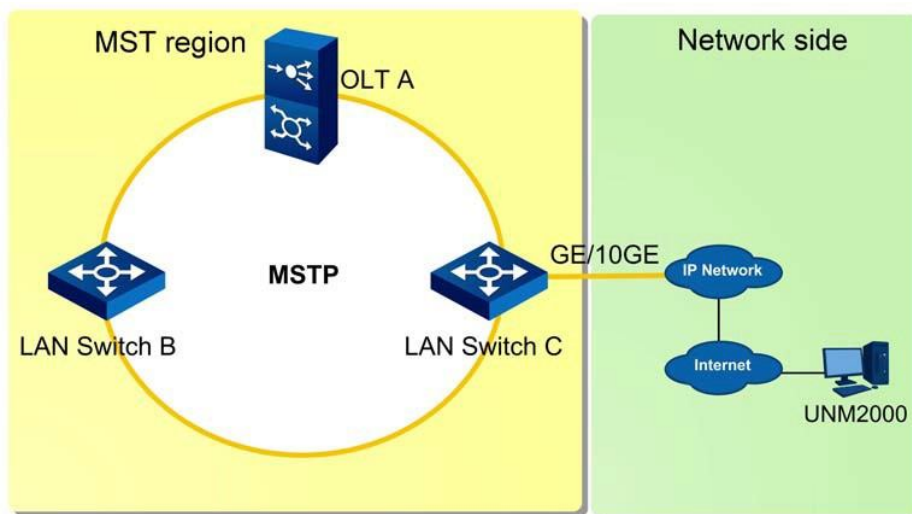 MST region
Network side
OLT A
GE/10GE
IP Network
MSTP
LAN Switch B
LAN Switch C
Internet
UNM2000